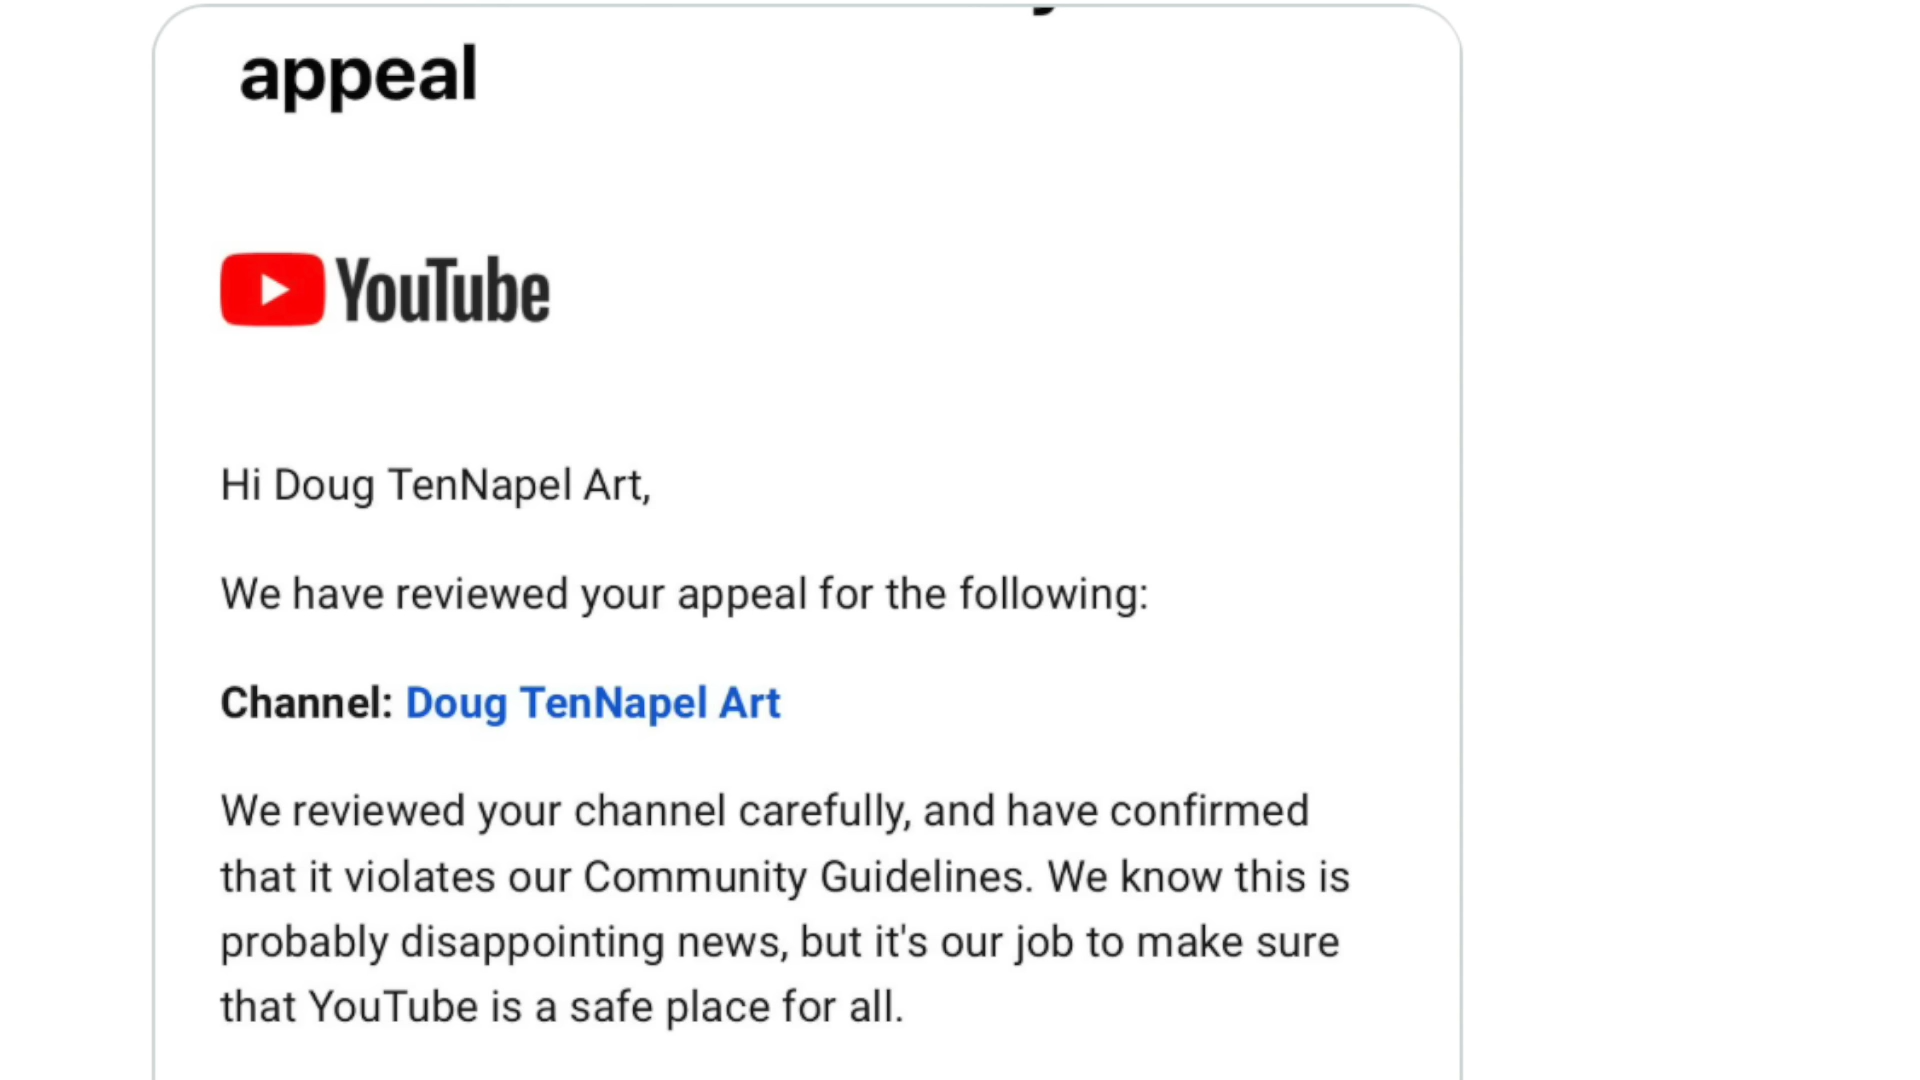 appeal
YouTube
Hi Doug TenNapel Art,
We have reviewed your appeal for the following:
Channel: Doug TenNapel Art
We reviewed your channel carefully, and have confirmed
that it violates our Community Guidelines. We know this is
probably disappointing news, but it's our job to make sure
that YouTube is a safe place for all.